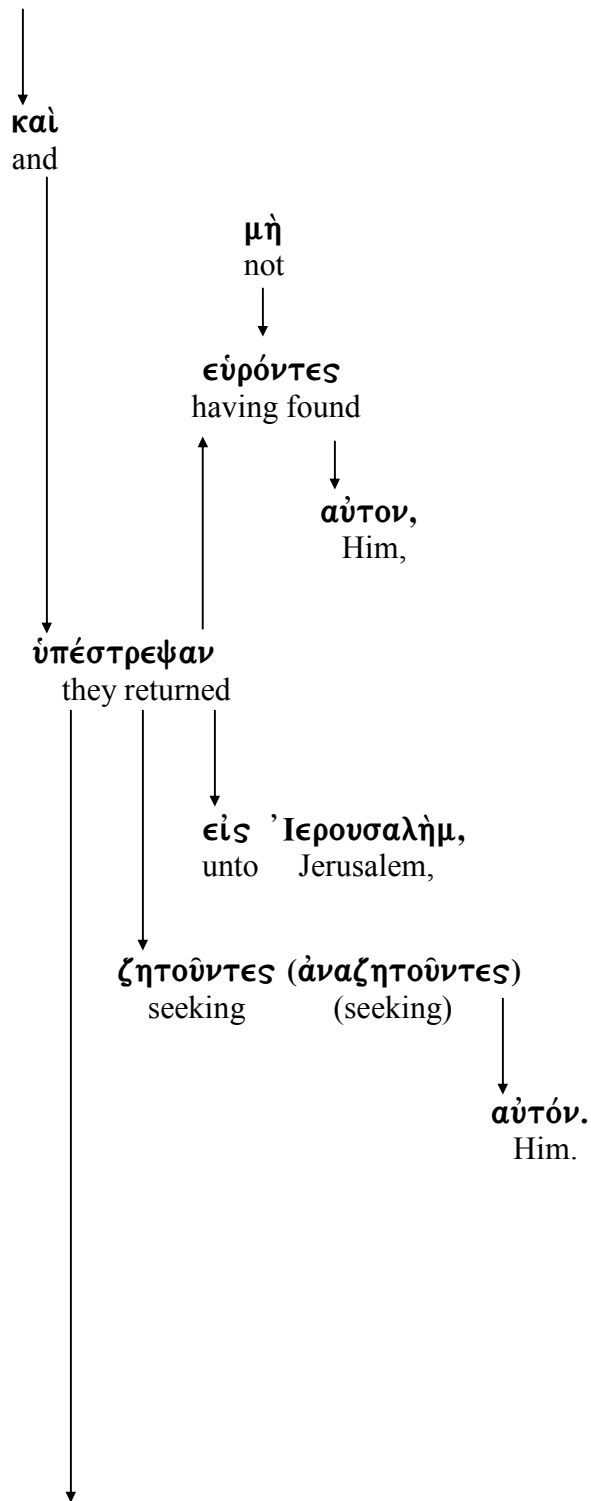 καὶ
and
μὴ
not
εὑρόντες
having found
αὐτον,
Him,
ὑπέστρεψαν
they returned
εἰς Ἰερουσαλὴμ,
unto Jerusalem,
ζητοῦντες (ἀναζητοῦντες)
seeking (seeking)
αὐτόν.
Him.